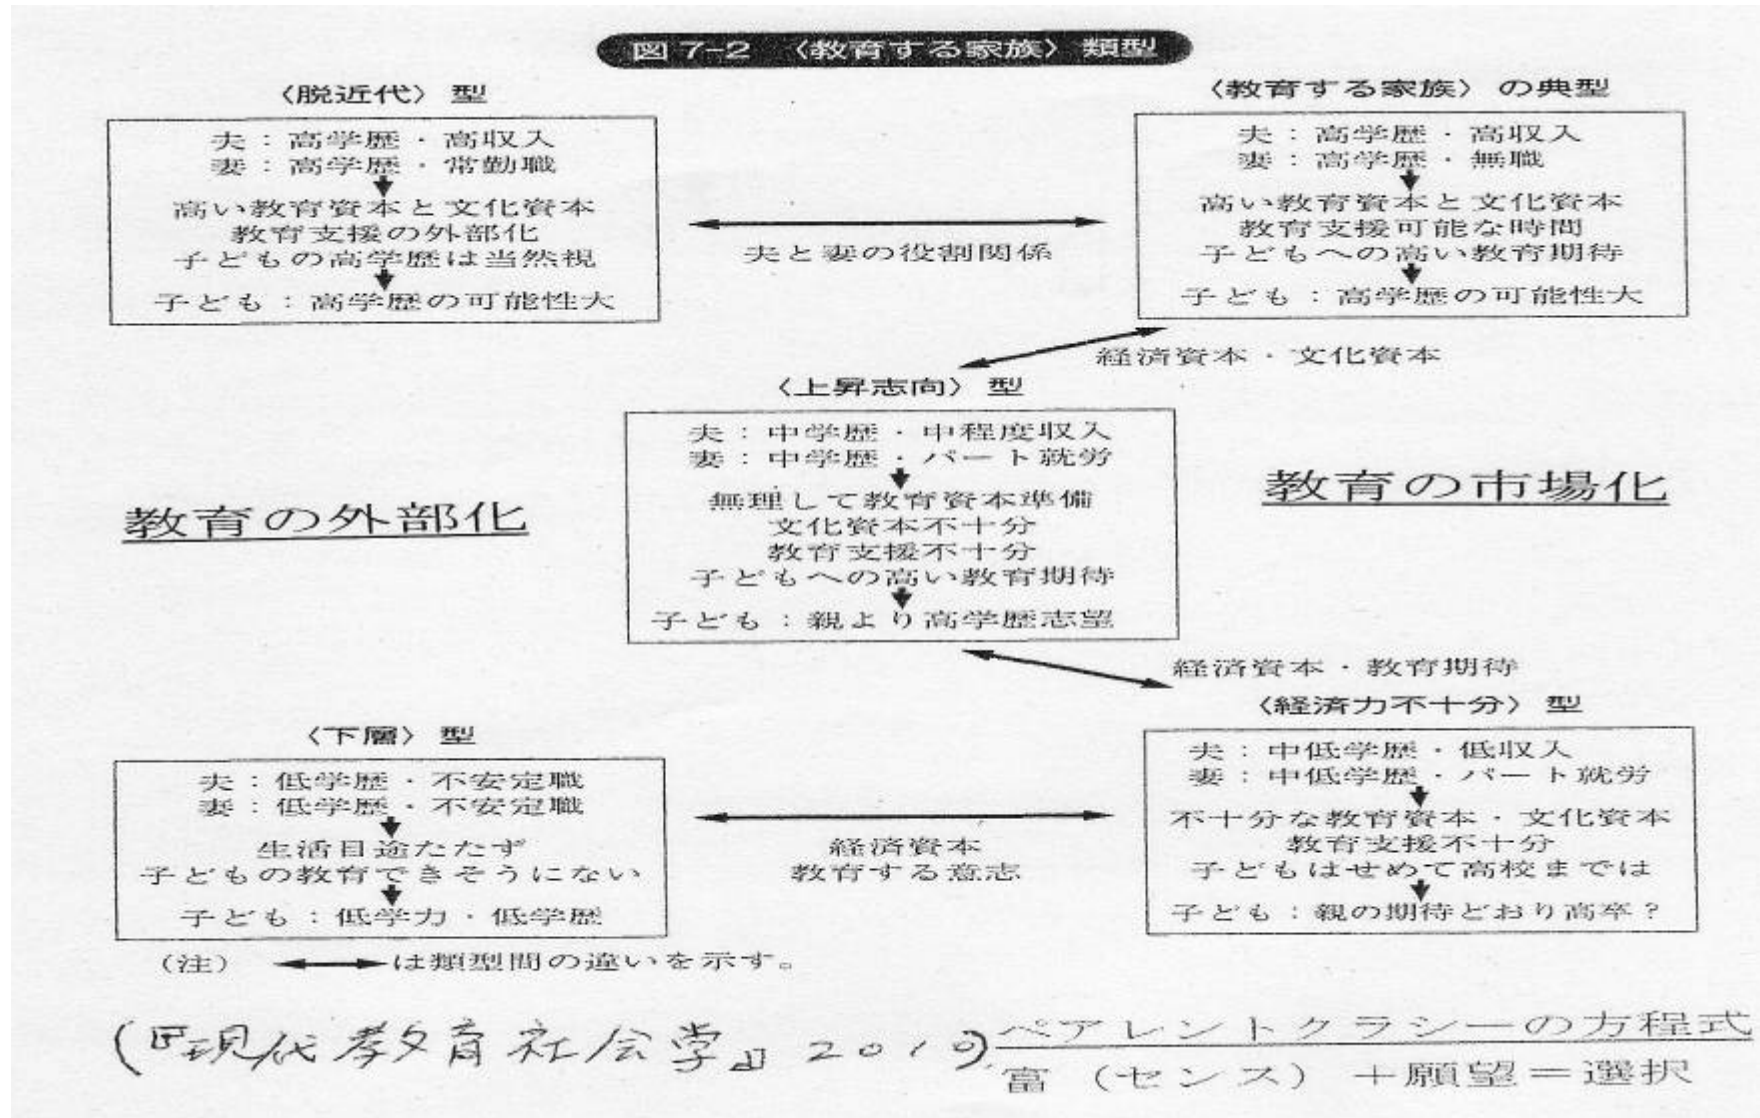 図7-2 〈教育する家族〉類型
〈脱近代〉型
夫：高学歴・高収入
妻：高学歴・常勤職
高い教育資本と文化資本
教育支援の外部化
子どもの高学歴は当然視
子ども：高学歴の可能性大
夫と妻の役割関係
〈教育する家族〉の典型
夫：高学歴・高収入
妻：高学歴・無職
高い教育資本と文化資本
教育支援可能な時間
子どもへの高い教育期待
子ども：高学歴の可能性大
経済資本・文化資本
〈上昇志向〉型
夫：中学歴・中程度収入
妻：中学歴・パート就労
無理して教育資本準備
文化資本不十分
教育支援不十分
子どもへの高い教育期待
子ども：親より高学歴志望
教育の外部化
教育の市場化
経済資本・教育期待
〈下層〉型
夫：低学歴・不安定職
妻：低学歴・不安定職
生活目途たたず
子どもの教育できそうにない
子ども：低学力・低学歴
経済資本
教育する意志
〈経済力不十分〉型
夫：中低学歴・低収入
妻：中低学歴・パート就労
不十分な教育資本・文化資本
教育支援不十分
子どもはせめて高校までは
子ども：親の期待どおり高卒？
（注） ←→は類型間の違いを示す。
(『現代教育社会学』2010)
ペアレントクラシーの方程式
富（センス）＋願望＝選択